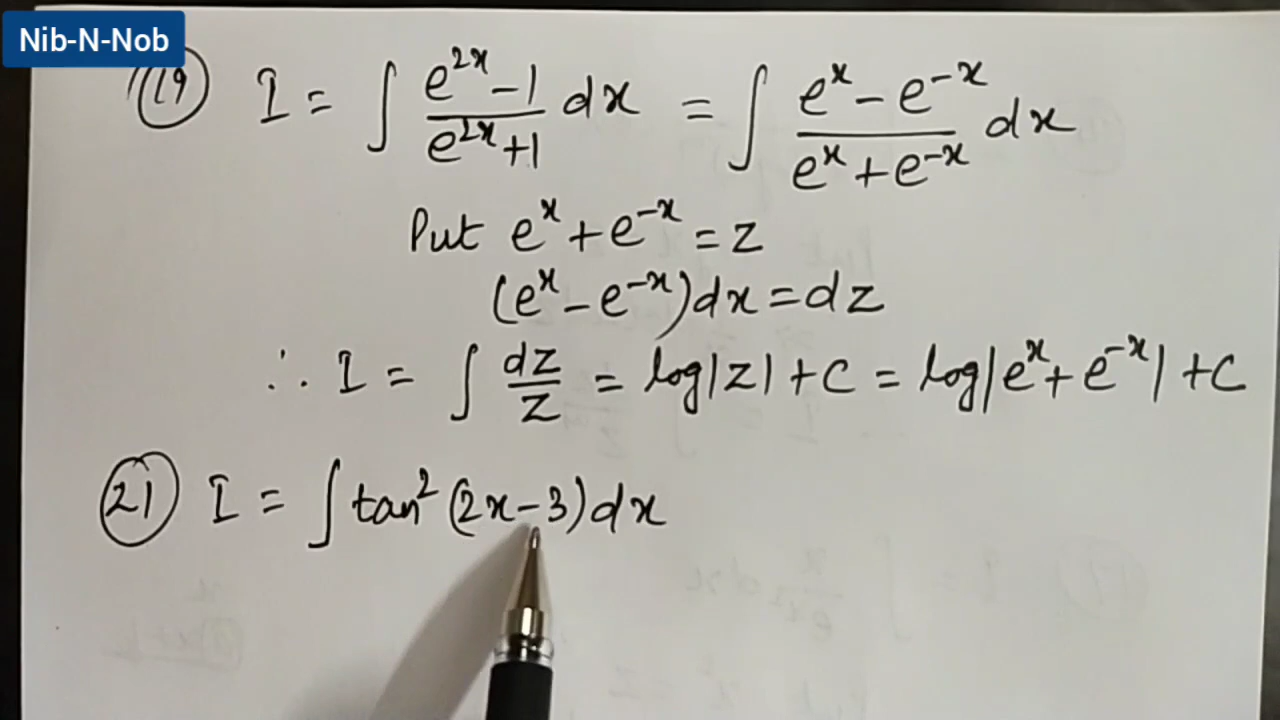 Nib-N-Nob
(19) I = ∫ (e^{2x} - 1)/(e^{2x} + 1) dx = ∫ (e^x - e^{-x})/(e^x + e^{-x}) dx
Put e^x + e^{-x} = z
(e^x - e^{-x}) dx = dz
∴ I = ∫ dz/z = log|z| + C = log|e^x + e^{-x}| + C
(21) I = ∫ tan² (2x - 3) dx